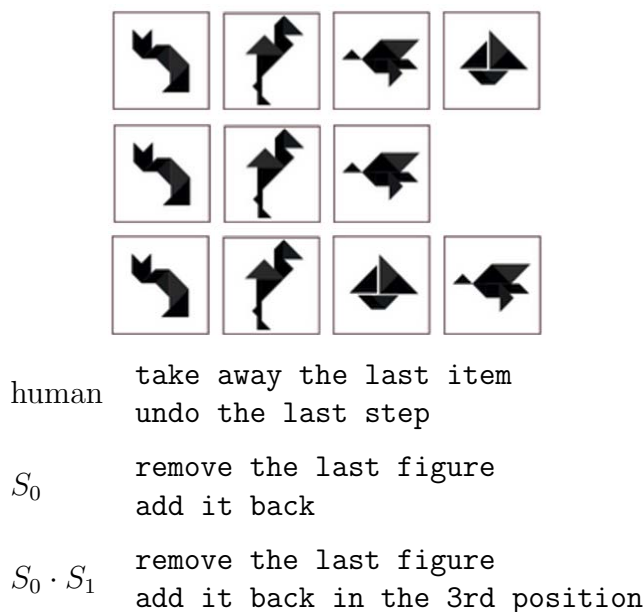 human take away the last item
undo the last step
S₀ remove the last figure
add it back
S₀ · S₁ remove the last figure
add it back in the 3rd position